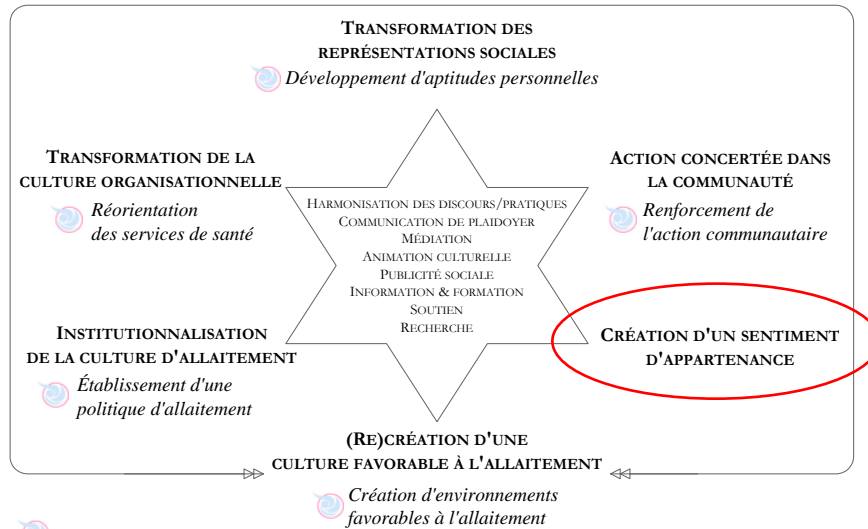 TRANSFORMATION DES
REPRÉSENTATIONS SOCIALES
Développement d'aptitudes personnelles
TRANSFORMATION DE LA
CULTURE ORGANISATIONNELLE
Réorientation
des services de santé
ACTION CONCERTÉE DANS
LA COMMUNAUTÉ
Renforcement de
l'action communautaire
HARMONISATION DES DISCOURS/PRATIQUES
COMMUNICATION DE PLAIDOYER
MÉDIATION
ANIMATION CULTURELLE
PUBLICITÉ SOCIALE
INFORMATION & FORMATION
SOUTIEN
RECHERCHE
INSTITUTIONNALISATION
DE LA CULTURE D'ALLAITEMENT
Établissement d'une
politique d'allaitement
CRÉATION D'UN SENTIMENT
D'APPARTENANCE
(RE)CRÉATION D'UNE
CULTURE FAVORABLE À L'ALLAITEMENT
Création d'environnements
favorables à l'allaitement